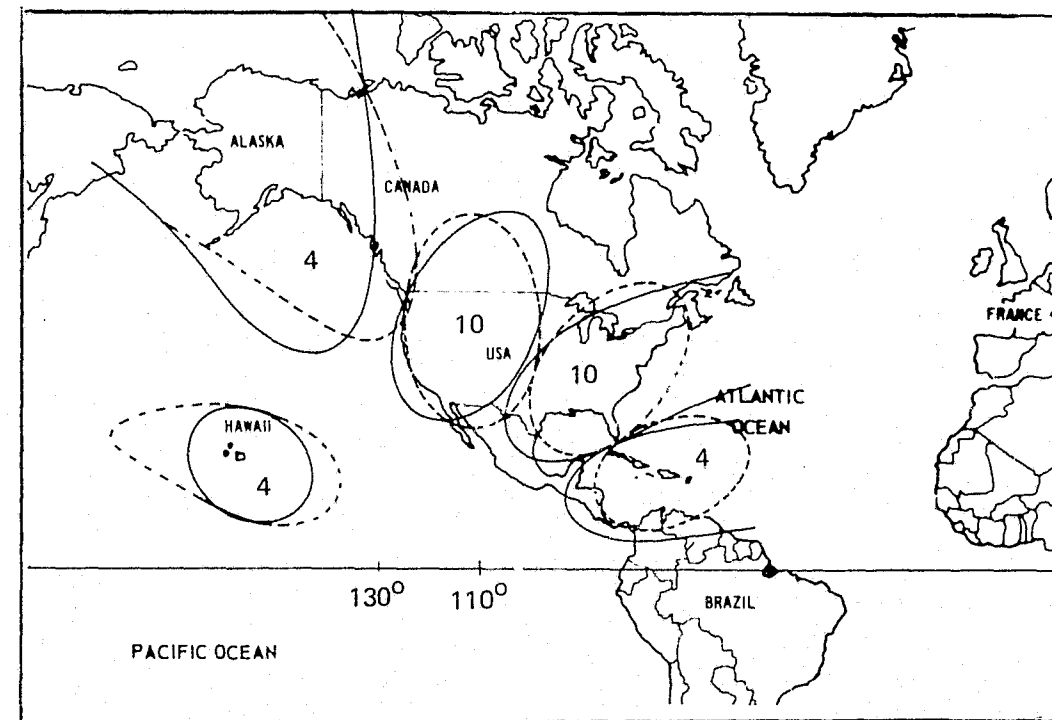 ALASKA
CANADA
4
10
USA
FRANCE
10
ATLANTIC
OCEAN
HAWAII
4
4
130° 110°
BRAZIL
PACIFIC OCEAN